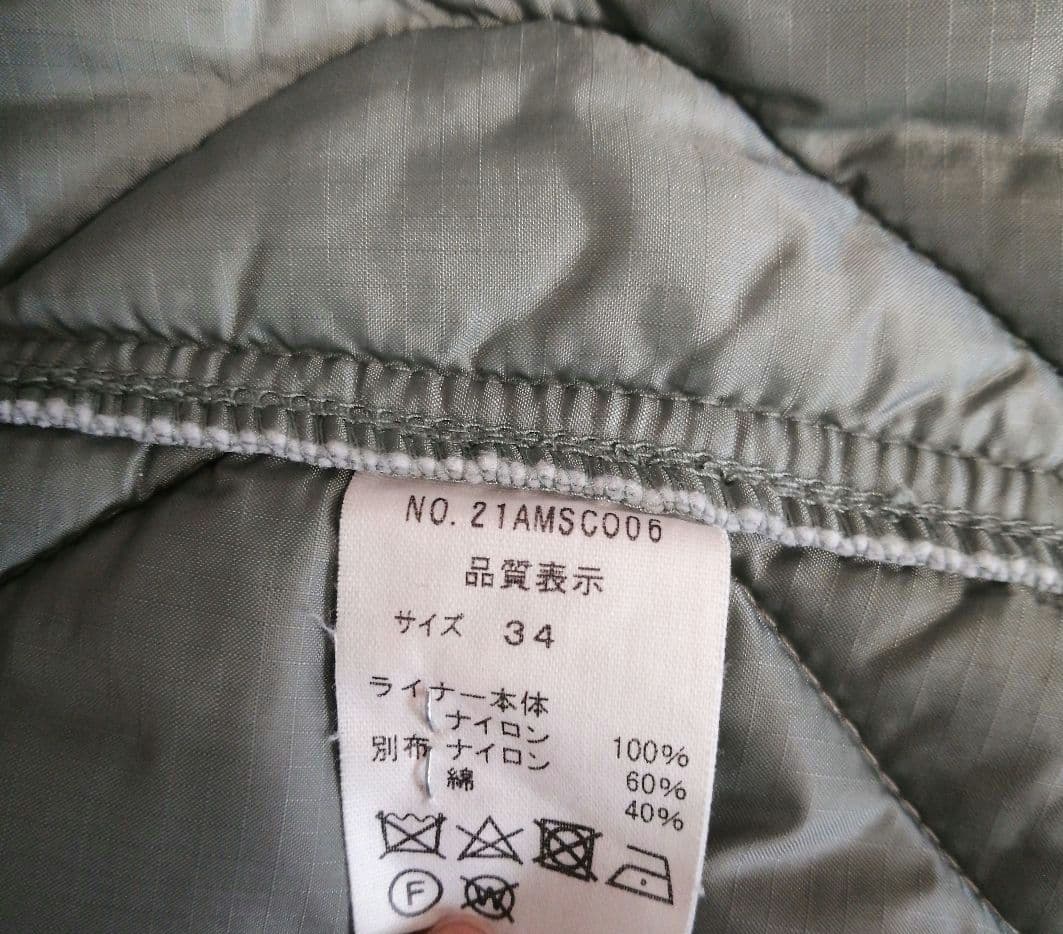 NO. 21AMSCO06
品質表示
サイズ 34
ライナー本体
ナイロン 100%
別布 ナイロン 60%
綿 40%
F
W